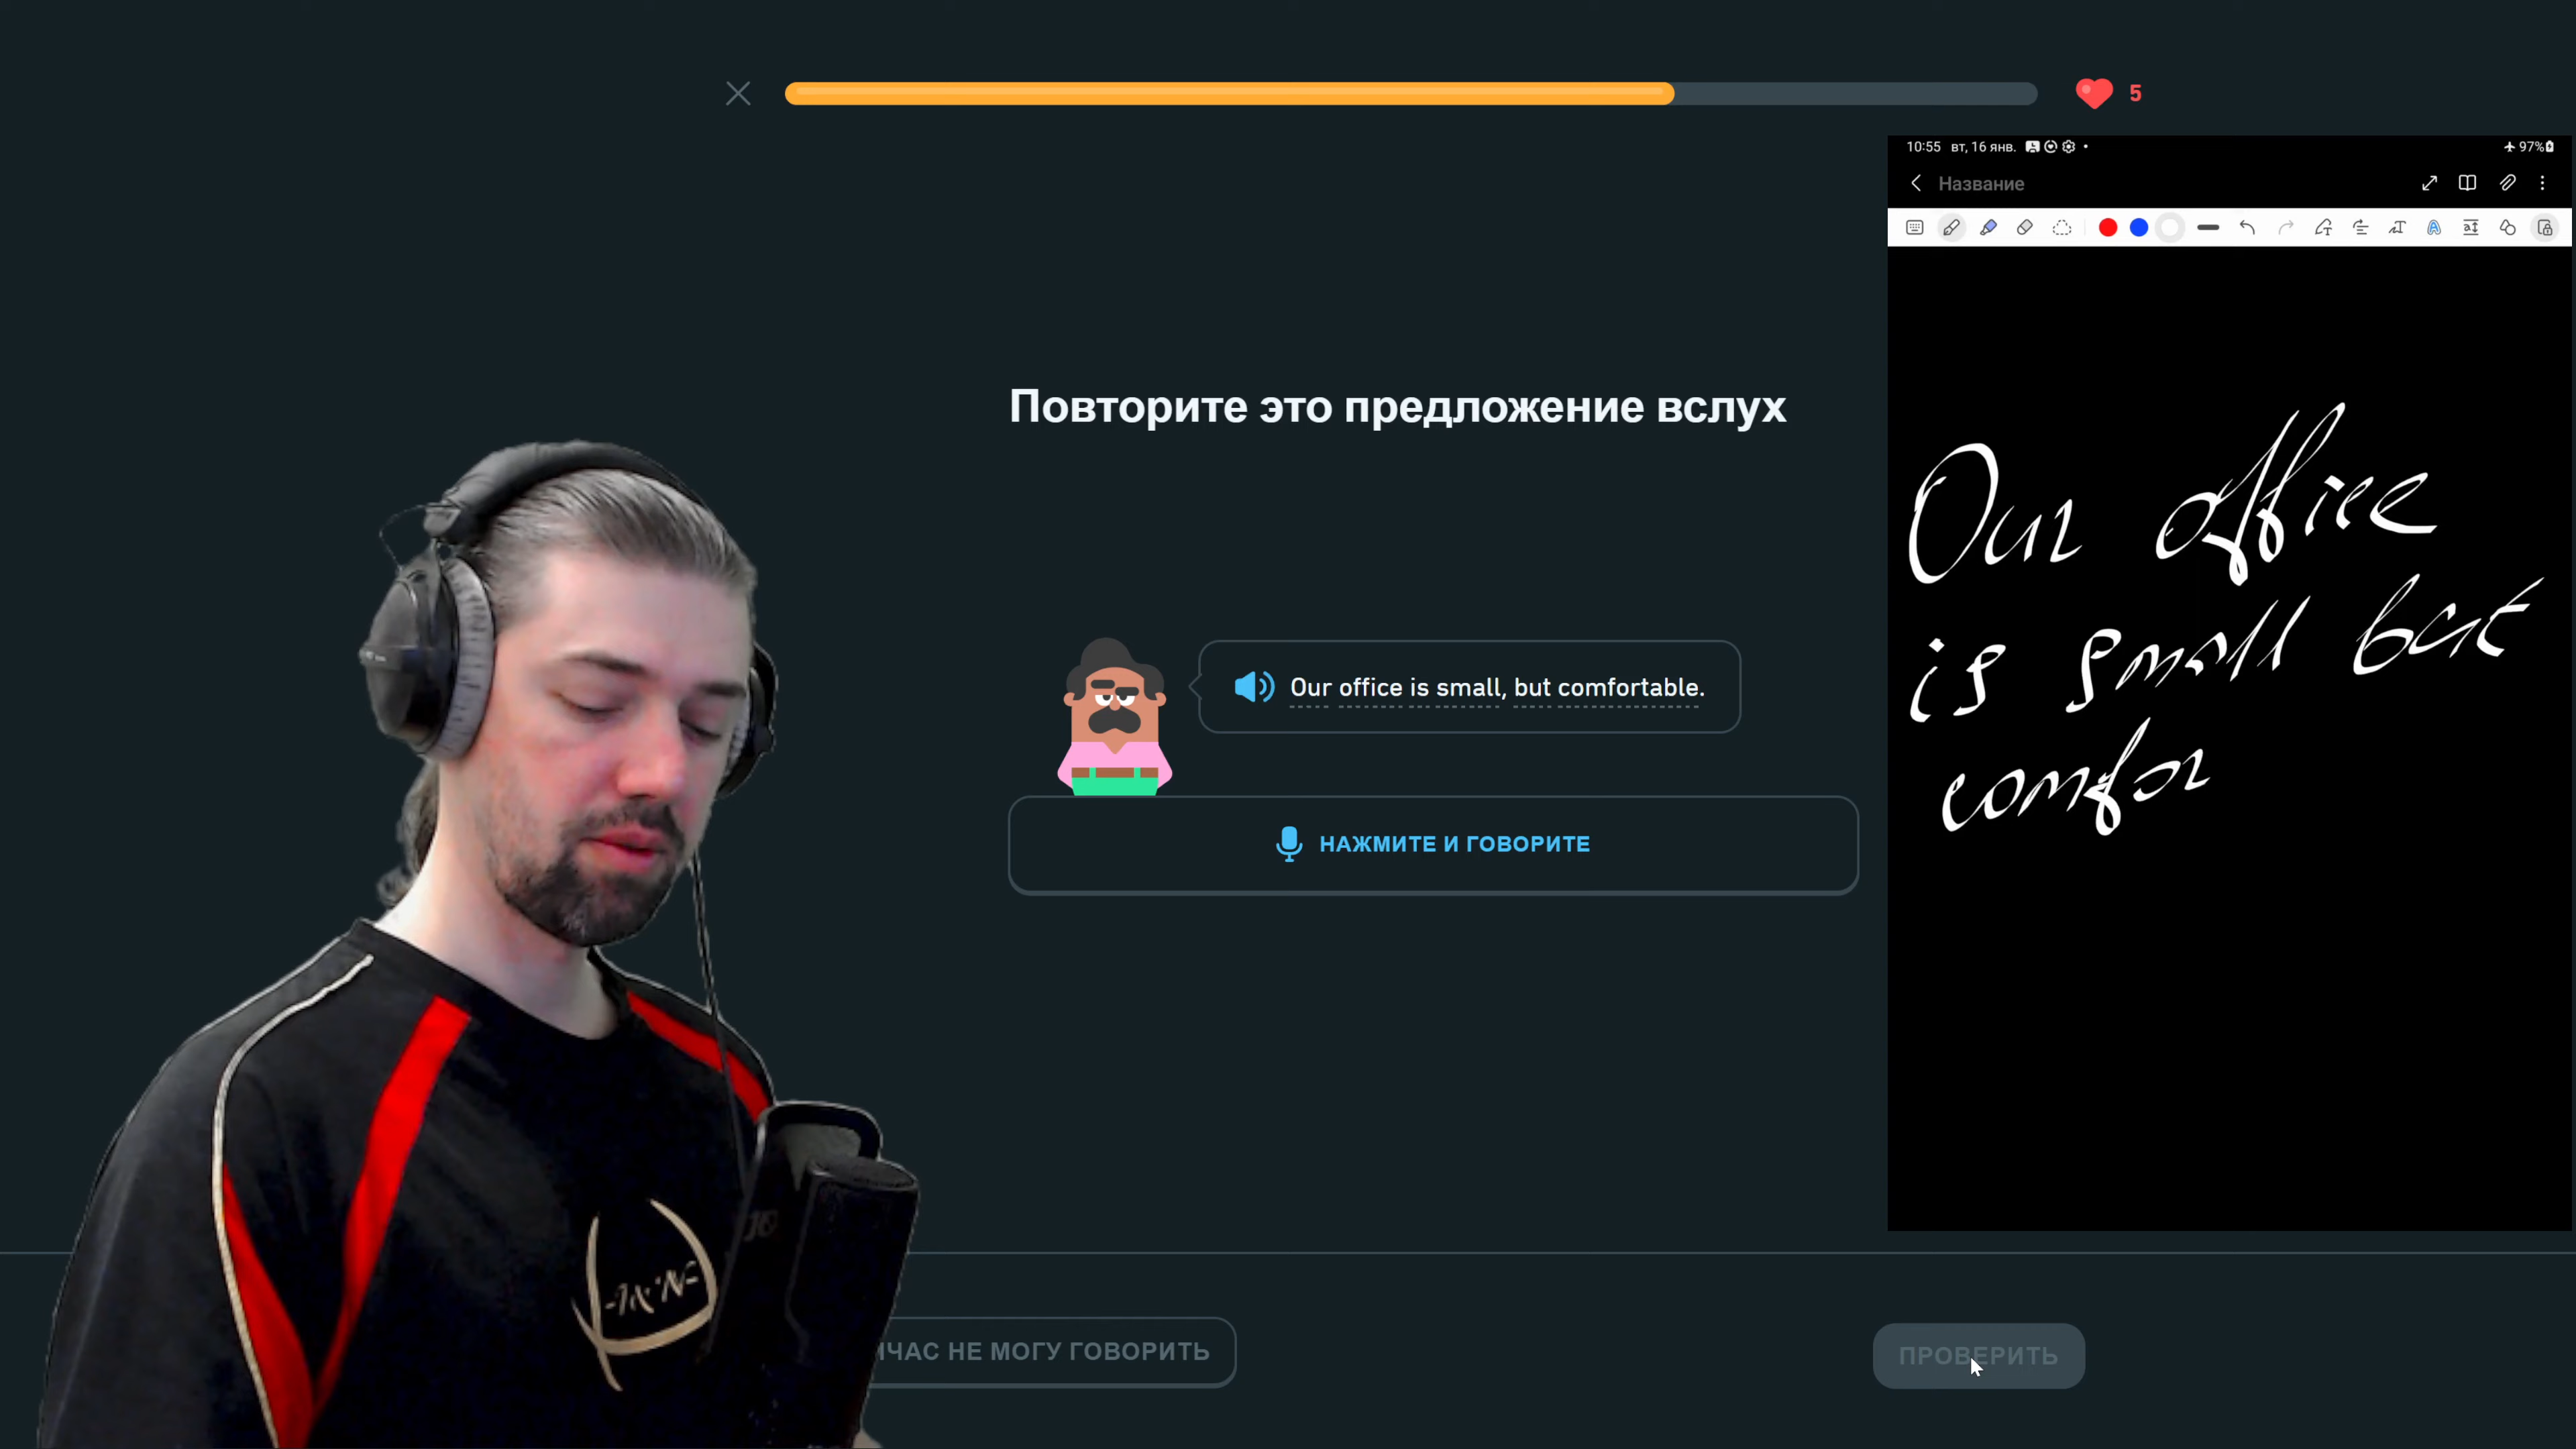 5
10:55 вт, 16 янв.
97%
Название
Повторите это предложение вслух
Our office is small, but comfortable.
НАЖМИТЕ И ГОВОРИТЕ
Our office
is small but
comfor
ЧАС НЕ МОГУ ГОВОРИТЬ
ПРОВЕРИТЬ